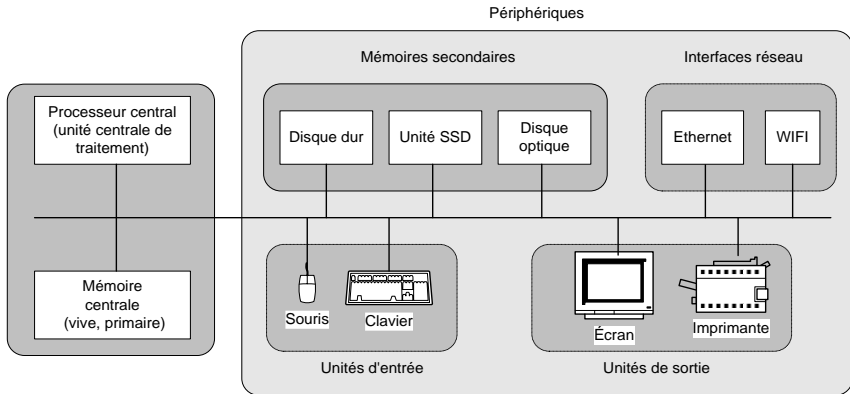 Périphériques
Mémoires secondaires
Interfaces réseau
Processeur central
(unité centrale de
traitement)
Disque dur
Unité SSD
Disque
optique
Ethernet
WIFI
Mémoire
centrale
(vive, primaire)
Souris
Clavier
Écran
Imprimante
Unités d'entrée
Unités de sortie